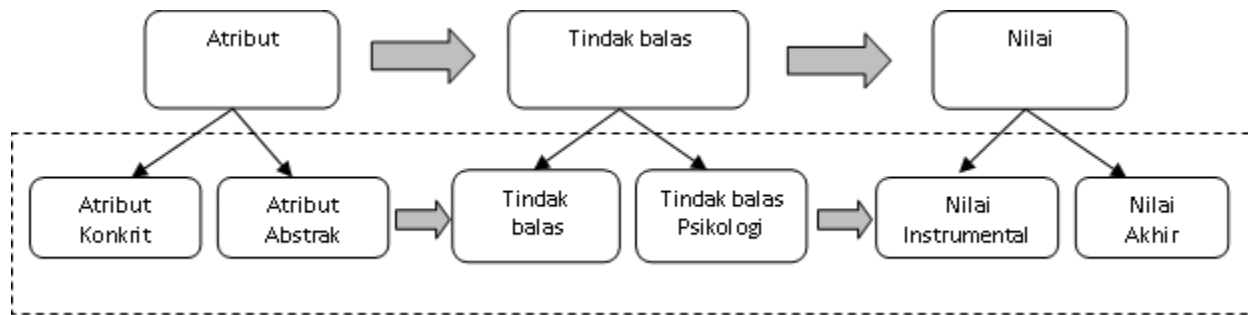 Atribut
Tindak balas
Nilai
Atribut
Konkrit
Atribut
Abstrak
Tindak
balas
Tindak balas
Psikologi
Nilai
Instrumental
Nilai
Akhir